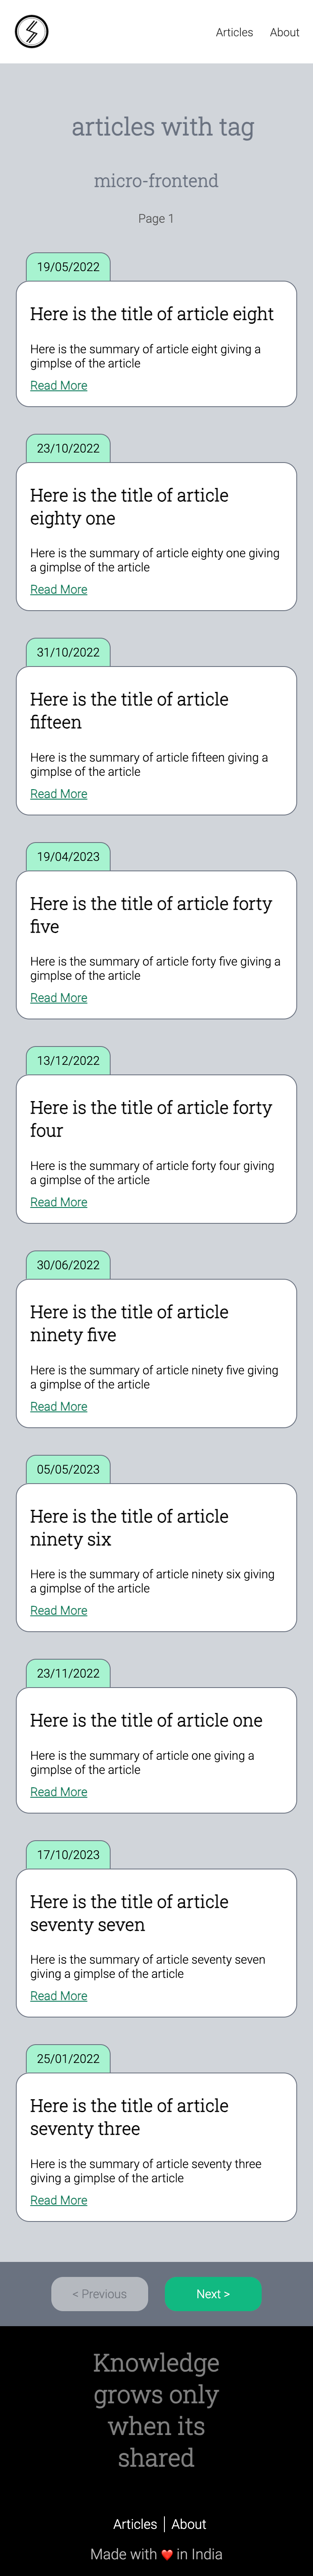 Articles About
articles with tag
micro-frontend
Page 1
19/05/2022
Here is the title of article eight
Here is the summary of article eight giving a
gimplse of the article
Read More
23/10/2022
Here is the title of article
eighty one
Here is the summary of article eighty one giving
a gimplse of the article
Read More
31/10/2022
Here is the title of article
fifteen
Here is the summary of article fifteen giving a
gimplse of the article
Read More
19/04/2023
Here is the title of article forty
five
Here is the summary of article forty five giving a
gimplse of the article
Read More
13/12/2022
Here is the title of article forty
four
Here is the summary of article forty four giving
a gimplse of the article
Read More
30/06/2022
Here is the title of article
ninety five
Here is the summary of article ninety five giving
a gimplse of the article
Read More
05/05/2023
Here is the title of article
ninety six
Here is the summary of article ninety six giving
a gimplse of the article
Read More
23/11/2022
Here is the title of article one
Here is the summary of article one giving a
gimplse of the article
Read More
17/10/2023
Here is the title of article
seventy seven
Here is the summary of article seventy seven
giving a gimplse of the article
Read More
25/01/2022
Here is the title of article
seventy three
Here is the summary of article seventy three
giving a gimplse of the article
Read More
< Previous Next >
Knowledge
grows only
when its
shared
Articles | About
Made with ❤️ in India